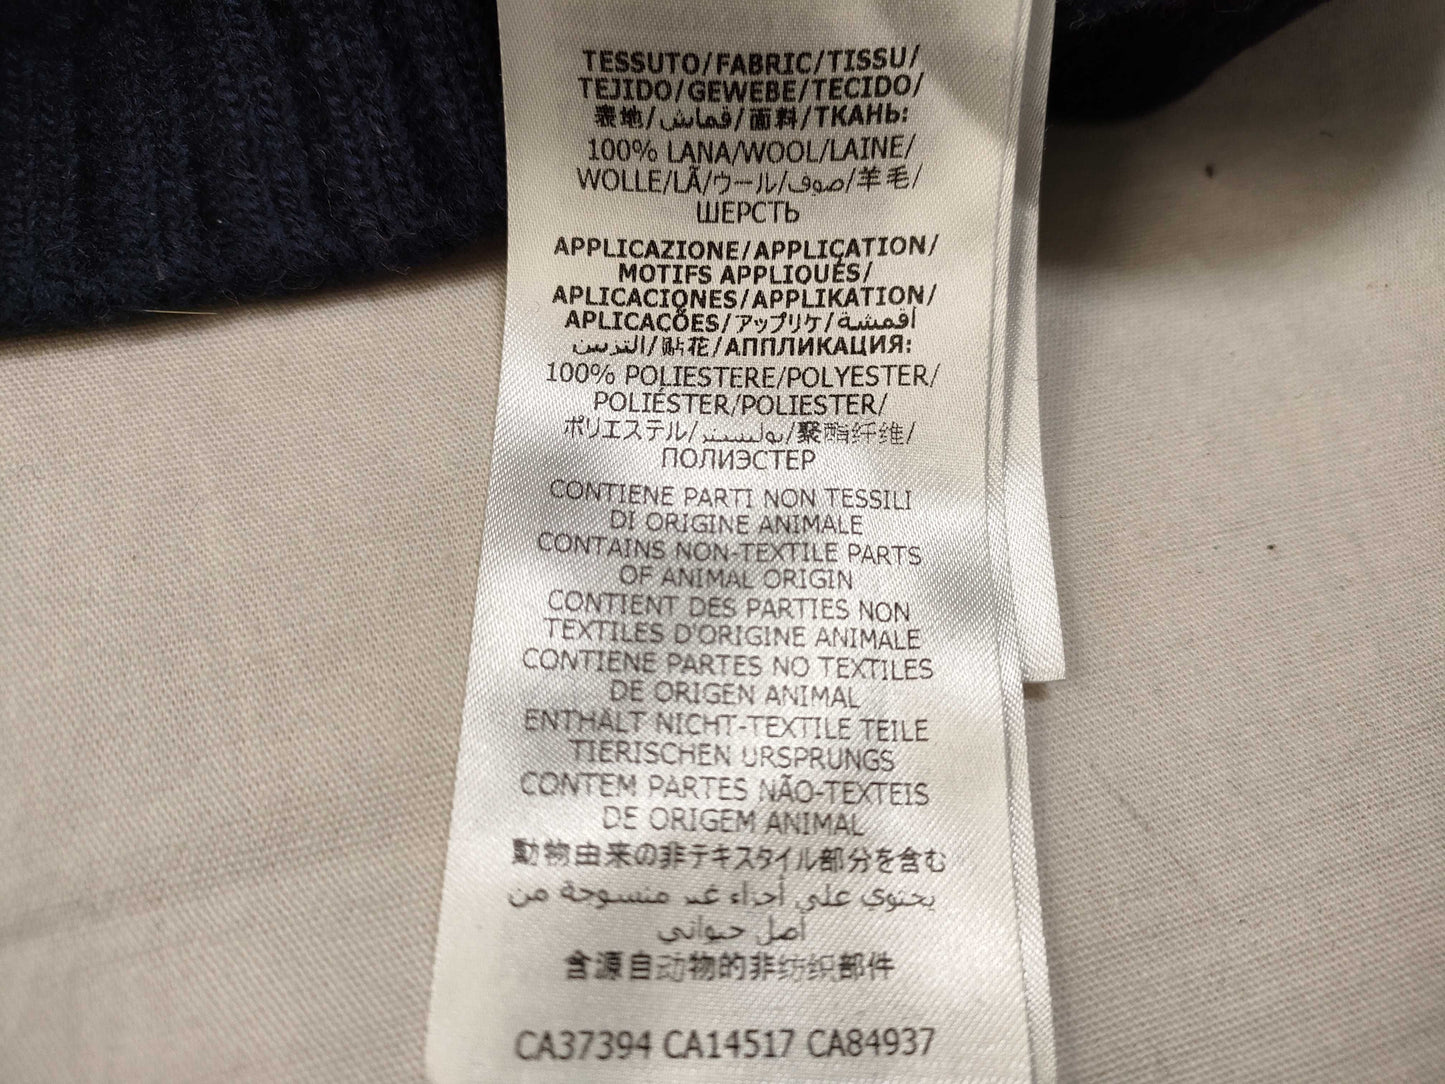 TESSUTO/FABRIC/TISSU/
TEJIDO/GEWEBE/TECIDO/
表地/قماش/面料/ТКАНЬ:
100% LANA/WOOL/LAINE/
WOLLE/LÃ/ウール/صوف/羊毛/
ШЕРСТЬ
APPLICAZIONE/APPLICATION/
MOTIFS APPLIQUÉS/
APLICACIONES/APPLIKATION/
APLICAÇÕES/アップリケ/أقمشة
التزيين/贴花/АППЛИКАЦИЯ:
100% POLIESTERE/POLYESTER/
POLIÉSTER/POLIESTER/
ポリエステル/بوليستر/聚酯纤维/
ПОЛИЭСТЕР
CONTIENE PARTI NON TESSILI
DI ORIGINE ANIMALE
CONTAINS NON-TEXTILE PARTS
OF ANIMAL ORIGIN
CONTIENT DES PARTIES NON
TEXTILES D'ORIGINE ANIMALE
CONTIENE PARTES NO TEXTILES
DE ORIGEN ANIMAL
ENTHÄLT NICHT-TEXTILE TEILE
TIERISCHEN URSPRUNGS
CONTEM PARTES NÃO-TEXTEIS
DE ORIGEM ANIMAL
動物由来の非テキスタイル部分を含む
يحتوي على أجزاء غير منسوجة من
أصل حيواني
含源自动物的非纺织部件
CA37394 CA14517 CA84937